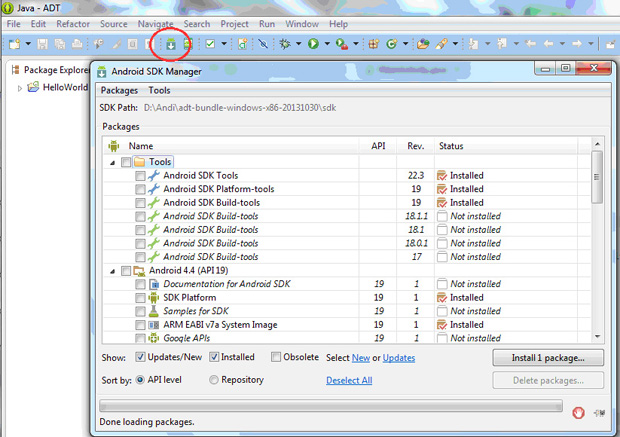 Java - ADT
File Edit Refactor Source Navigate Search Project Run Window Help
Package Explorer
HelloWorld
Android SDK Manager
Packages Tools
SDK Path: D:\Andi\adt-bundle-windows-x86-20131030\sdk
Packages
Name API Rev. Status
Tools
Android SDK Tools 22.3 Installed
Android SDK Platform-tools 19 Installed
Android SDK Build-tools 19 Installed
Android SDK Build-tools 18.1.1 Not installed
Android SDK Build-tools 18.1 Not installed
Android SDK Build-tools 18.0.1 Not installed
Android SDK Build-tools 17 Not installed
Android 4.4 (API 19)
Documentation for Android SDK 19 1 Not installed
SDK Platform 19 1 Installed
Samples for SDK 19 1 Not installed
ARM EABI v7a System Image 19 1 Installed
Google APIs 19 1 Not installed
Show: Updates/New Installed Obsolete Select New or Updates Install 1 package...
Sort by: API level Repository Deselect All Delete packages...
Done loading packages.